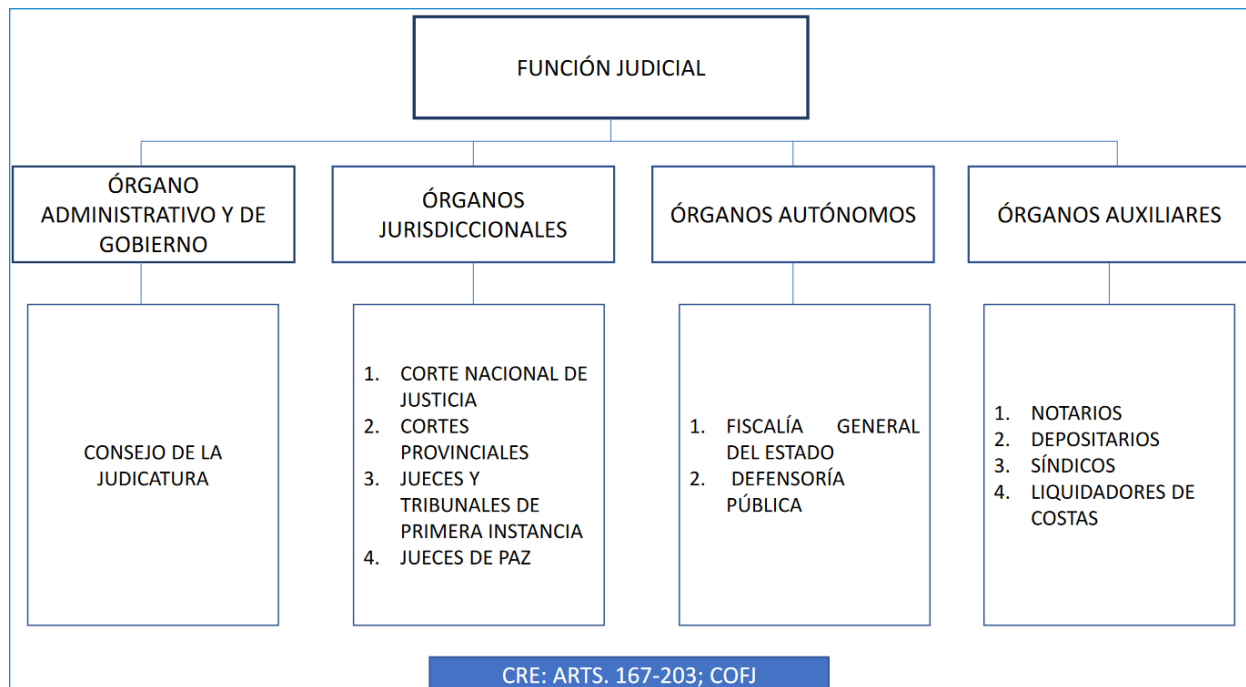 FUNCIÓN JUDICIAL
ÓRGANO
ADMINISTRATIVO Y DE
GOBIERNO
ÓRGANOS
JURISDICCIONALES
ÓRGANOS AUTÓNOMOS
ÓRGANOS AUXILIARES
CONSEJO DE LA
JUDICATURA
1. CORTE NACIONAL DE
JUSTICIA
2. CORTES
PROVINCIALES
3. JUECES Y
TRIBUNALES DE
PRIMERA INSTANCIA
4. JUECES DE PAZ
1. FISCALÍA GENERAL
DEL ESTADO
2. DEFENSORÍA
PÚBLICA
1. NOTARIOS
2. DEPOSITARIOS
3. SÍNDICOS
4. LIQUIDADORES DE
COSTAS
CRE: ARTS. 167-203; COFJ